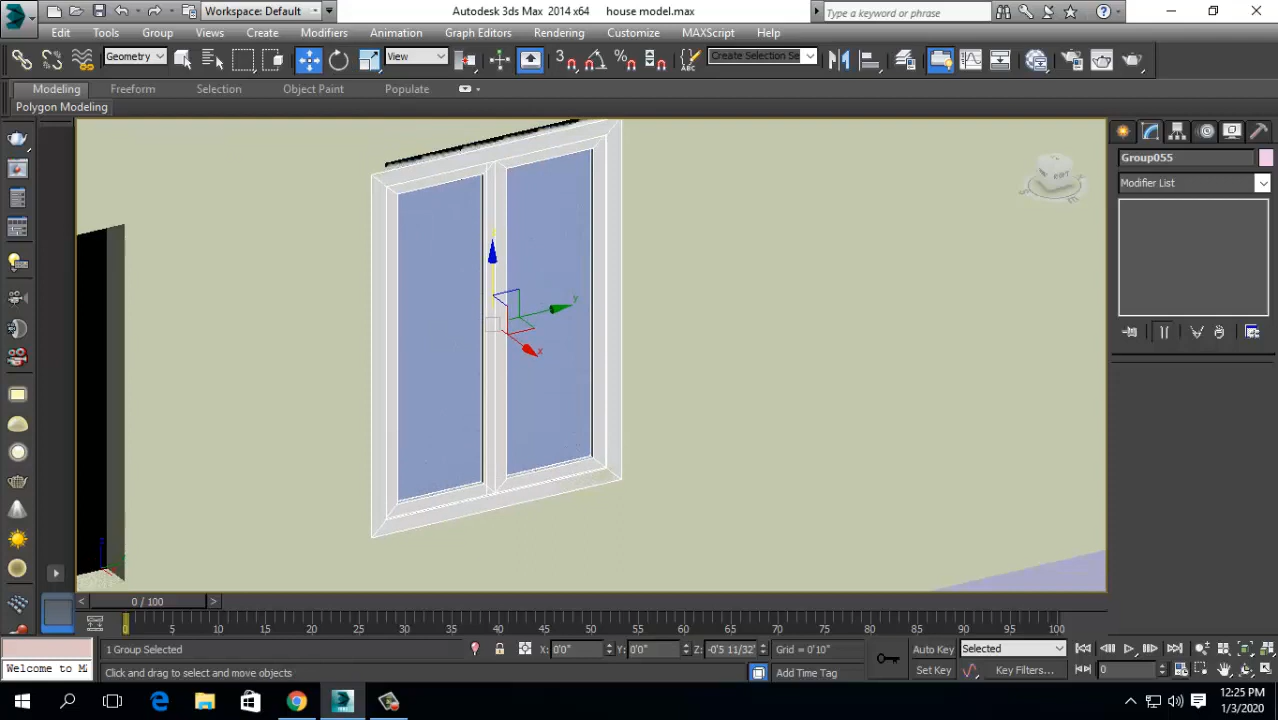 Workspace: Default
Autodesk 3ds Max 2014 x64 house model.max
Type a keyword or phrase
Edit Tools Group Views Create Modifiers Animation Graph Editors Rendering Customize MAXScript Help
Geometry
View
3
Create Selection Se
Modeling Freeform Selection Object Paint Populate
Polygon Modeling
Group055
Modifier List
z
y
x
0 / 100
0 5 10 15 20 25 30 35 40 45 50 55 60 65 70 75 80 85 90 95 100
1 Group Selected
X: 0'0"
Y: 0'0"
Z: -0'5 11/32"
Grid = 0'10"
Auto Key
Selected
Welcome to M
Click and drag to select and move objects
Add Time Tag
Set Key
Key Filters...
0
12:25 PM
1/3/2020